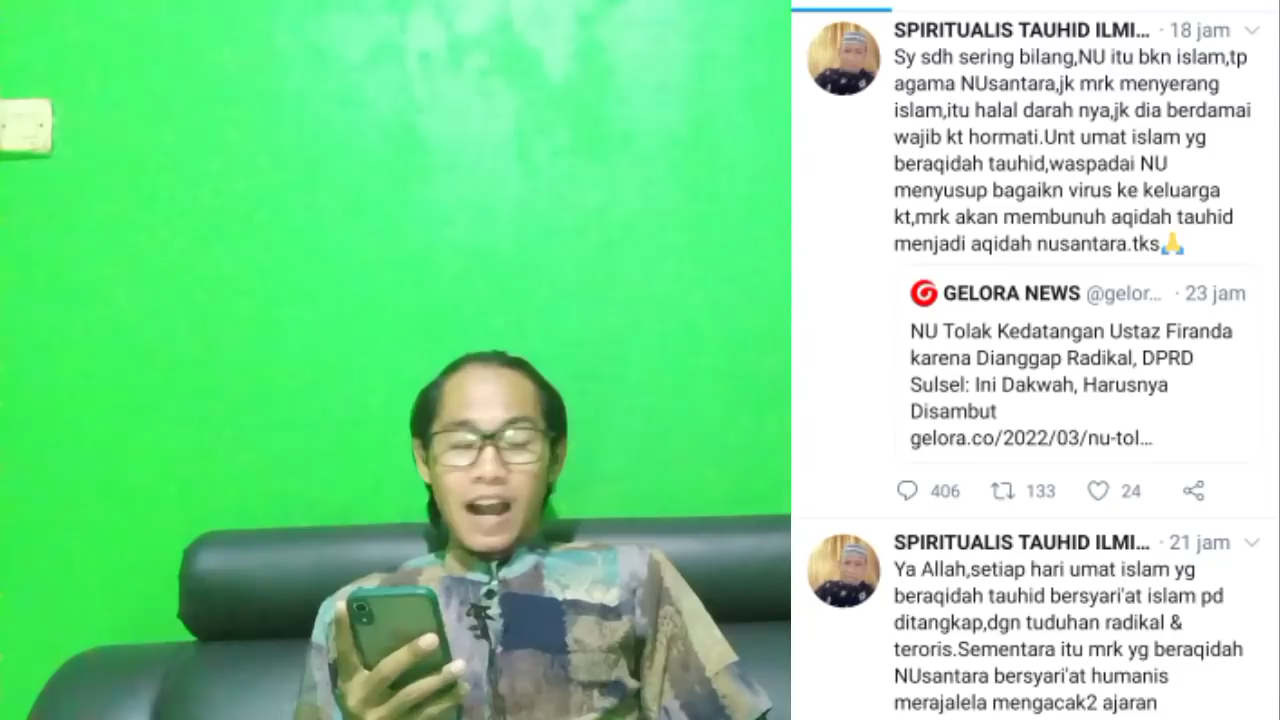 SPIRITUALIS TAUHID ILMI... · 18 jam
Sy sdh sering bilang,NU itu bkn islam,tp
agama NUsantara,jk mrk menyerang
islam,itu halal darah nya,jk dia berdamai
wajib kt hormati.Unt umat islam yg
beraqidah tauhid,waspadai NU
menyusup bagaikn virus ke keluarga
kt,mrk akan membunuh aqidah tauhid
menjadi aqidah nusantara.tks🙏
GELORA NEWS @gelor... · 23 jam
NU Tolak Kedatangan Ustaz Firanda
karena Dianggap Radikal, DPRD
Sulsel: Ini Dakwah, Harusnya
Disambut
gelora.co/2022/03/nu-tol...
406 133 24
SPIRITUALIS TAUHID ILMI... · 21 jam
Ya Allah,setiap hari umat islam yg
beraqidah tauhid bersyari'at islam pd
ditangkap,dgn tuduhan radikal &
teroris.Sementara itu mrk yg beraqidah
NUsantara bersyari'at humanis
merajalela mengacak2 ajaran